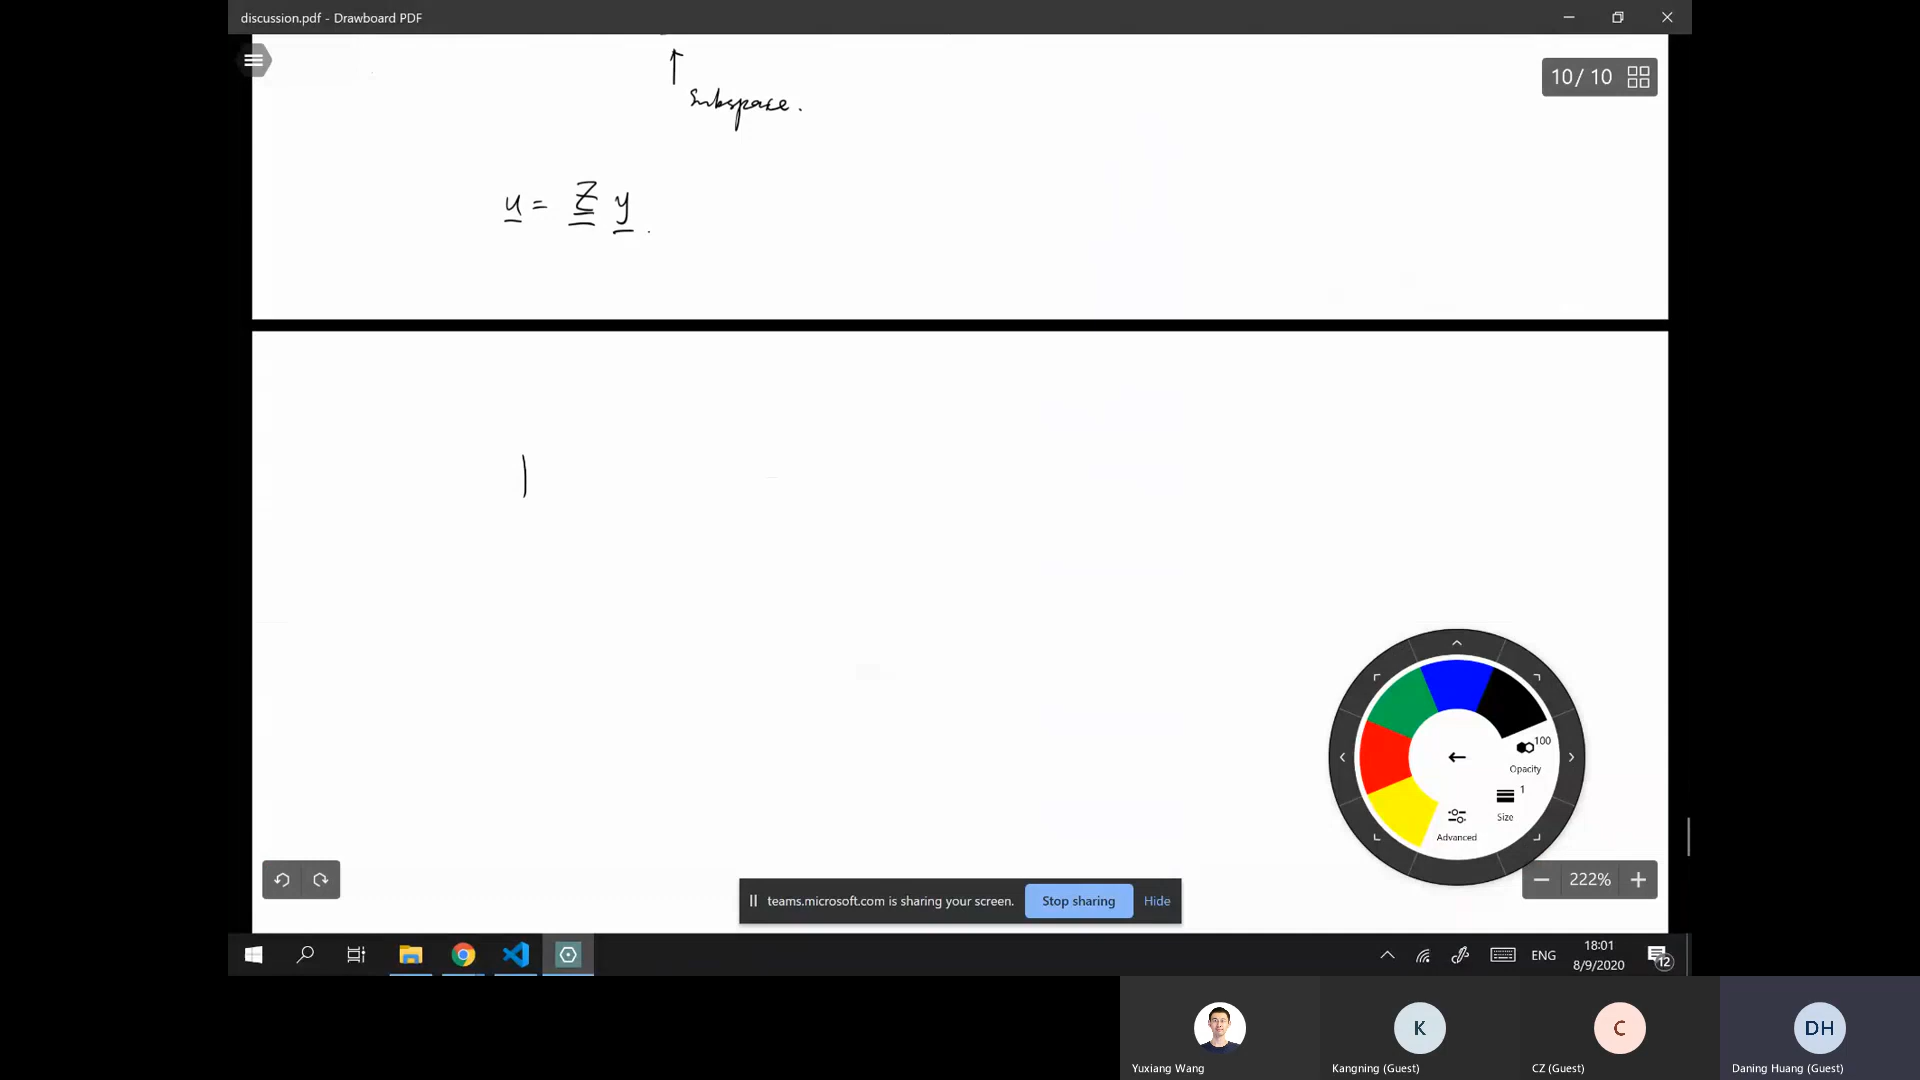 discussion.pdf - Drawboard PDF
10 / 10
Subspace.
u = Z y .
100
Opacity
1
Size
Advanced
222%
teams.microsoft.com is sharing your screen.
Stop sharing
Hide
ENG
18:01
8/9/2020
12
K
C
DH
Yuxiang Wang
Kangning (Guest)
CZ (Guest)
Daning Huang (Guest)